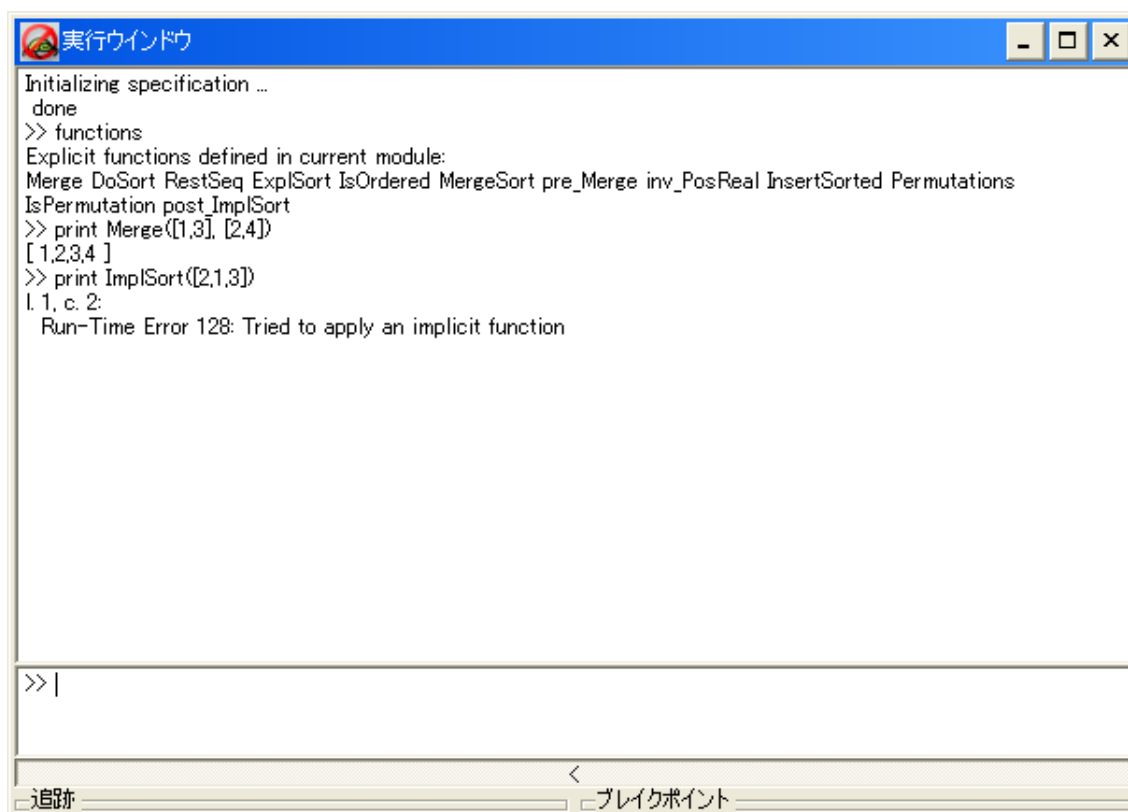 実行ウインドウ
Initializing specification ...
done
>> functions
Explicit functions defined in current module:
Merge DoSort RestSeq ExplSort IsOrdered MergeSort pre_Merge inv_PosReal InsertSorted Permutations
IsPermutation post_ImplSort
>> print Merge([1,3], [2,4])
[ 1,2,3,4 ]
>> print ImplSort([2,1,3])
l. 1, c. 2:
Run-Time Error 128: Tried to apply an implicit function
>>
<
追跡 ブレイクポイント